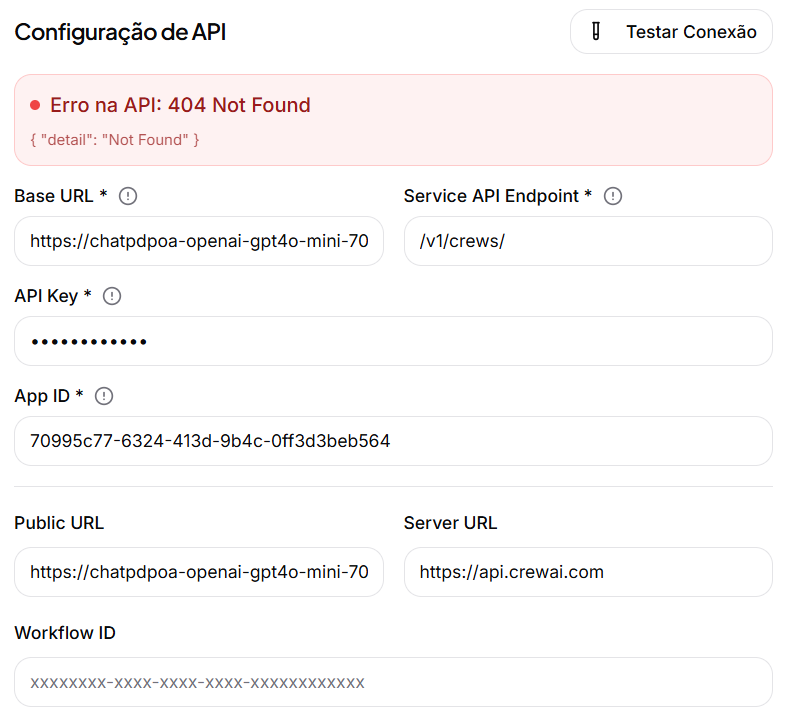 Configuração de API
Testar Conexão
Erro na API: 404 Not Found
{ "detail": "Not Found" }
Base URL *
Service API Endpoint *
https://chatpdpoa-openai-gpt4o-mini-70
/v1/crews/
API Key *
••••••••••••
App ID *
70995c77-6324-413d-9b4c-0ff3d3beb564
Public URL
Server URL
https://chatpdpoa-openai-gpt4o-mini-70
https://api.crewai.com
Workflow ID
xxxxxxxx-xxxx-xxxx-xxxx-xxxxxxxxxxxx